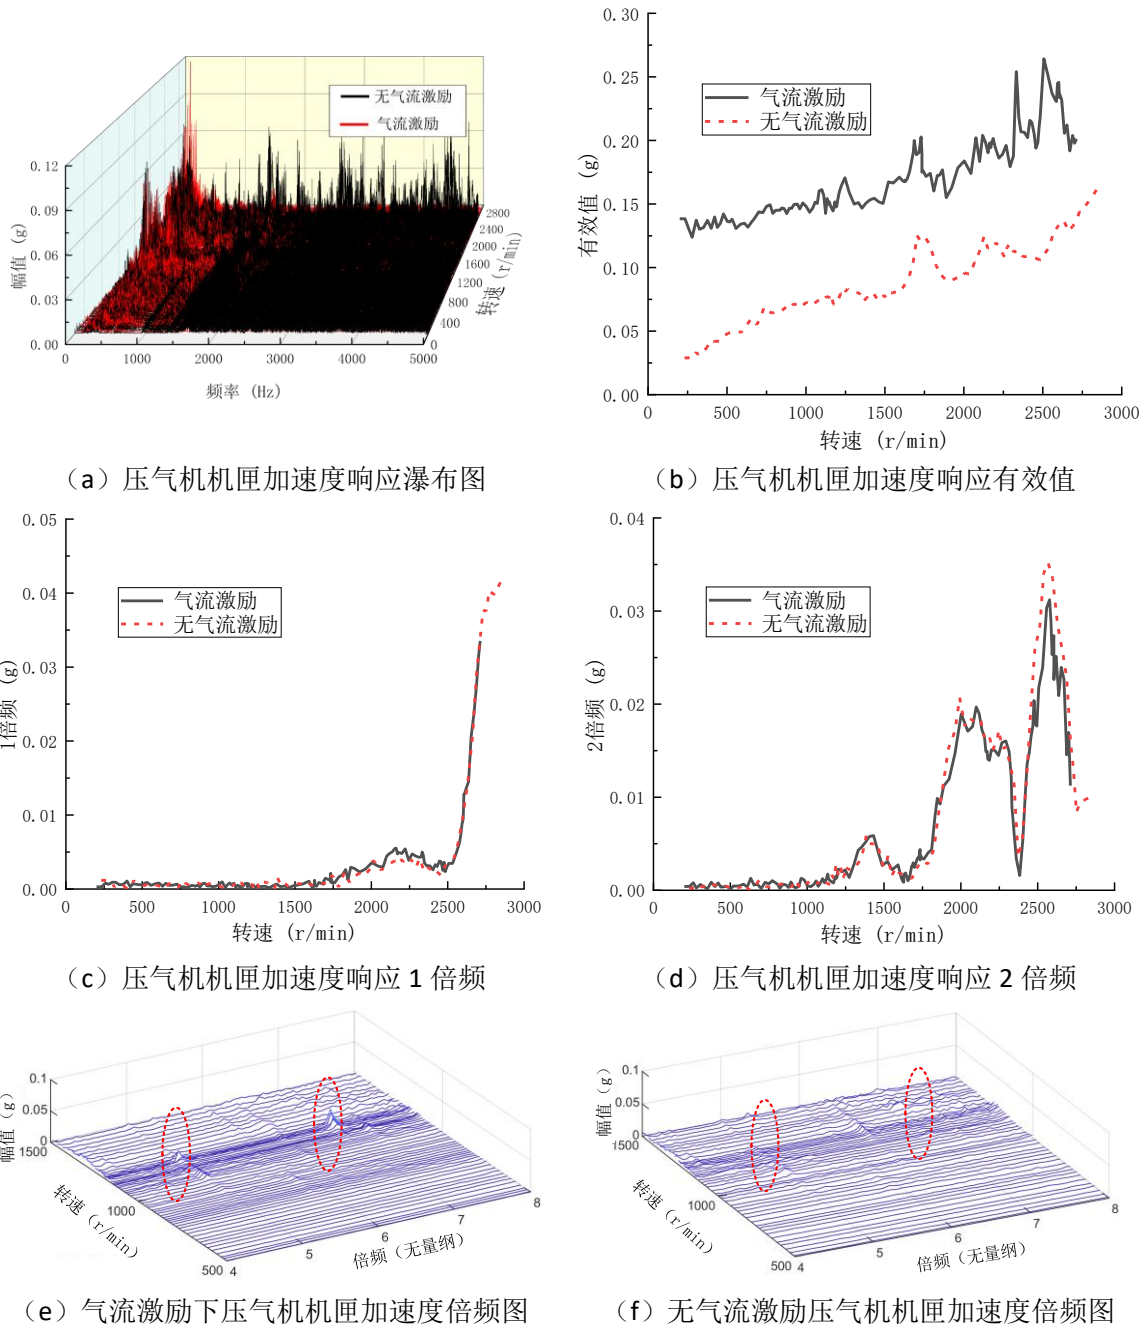 无气流激励
气流激励
0.12
0.09
0.06
0.03
0.00
幅值 (g)
0
1000
2000
3000
4000
5000
频率 (Hz)
2800
2400
2000
1600
1200
800
400
0
转速(r/min)
(a)压气机机匣加速度响应瀑布图
0.30
0.25
0.20
0.15
0.10
0.05
0.00
有效值 (g)
气流激励
无气流激励
0 500 1000 1500 2000 2500 3000
转速 (r/min)
(b)压气机机匣加速度响应有效值
0.05
0.04
0.03
0.02
0.01
0.00
1倍频 (g)
气流激励
无气流激励
0 500 1000 1500 2000 2500 3000
转速 (r/min)
(c)压气机机匣加速度响应 1 倍频
0.04
0.03
0.02
0.01
0.00
2倍频 (g)
气流激励
无气流激励
0 500 1000 1500 2000 2500 3000
转速 (r/min)
(d)压气机机匣加速度响应 2 倍频
0.1
0.05
0
幅值(g)
1500
1000
500
转速(r/min)
4
5
6
7
8
倍频(无量纲)
(e)气流激励下压气机机匣加速度倍频图
0.1
0.05
0
幅值(g)
1500
1000
500
转速(r/min)
4
5
6
7
8
倍频(无量纲)
(f)无气流激励压气机机匣加速度倍频图